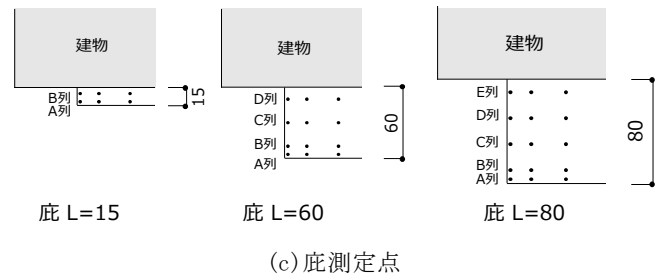 建物
B列
A列
15
庇 L=15
建物
D列
C列
B列
A列
60
庇 L=60
建物
E列
D列
C列
B列
A列
80
庇 L=80
(c)庇測定点